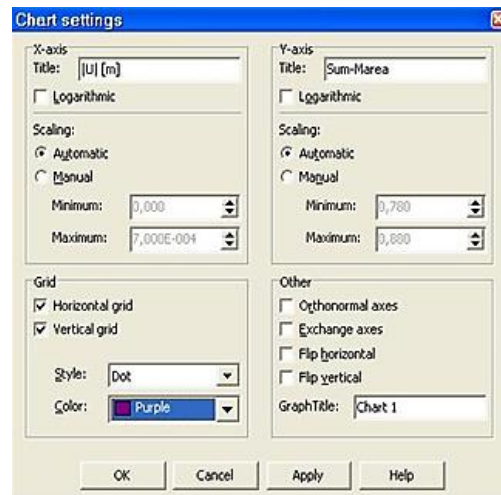 Chart settings
X-axis
Title: |U| [m]
Logarithmic
Scaling:
Automatic
Manual
Minimum: 0,000
Maximum: 7,000E-004
Y-axis
Title: Sum-Marea
Logarithmic
Scaling:
Automatic
Manual
Minimum: 0,780
Maximum: 0,880
Grid
Horizontal grid
Vertical grid
Style: Dot
Color: Purple
Other
Orthonormal axes
Exchange axes
Flip horizontal
Flip vertical
GraphTitle: Chart 1
OK Cancel Apply Help